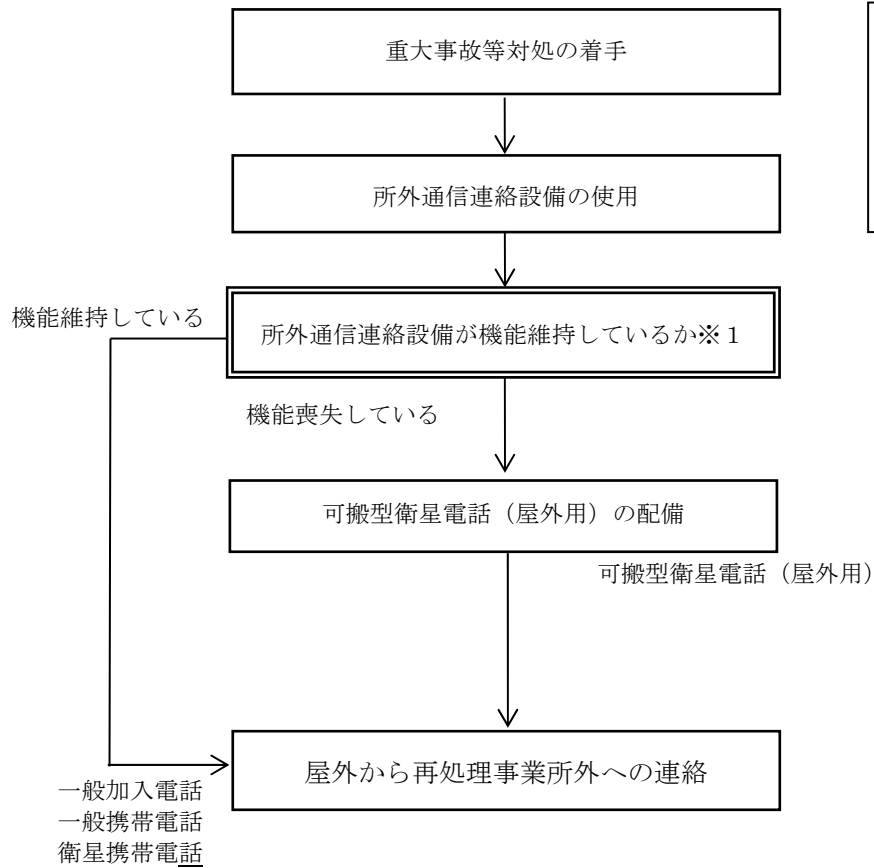 重大事故等対処の着手
所外通信連絡設備の使用
機能維持している
所外通信連絡設備が機能維持しているか※1
機能喪失している
可搬型衛星電話（屋外用）の配備
可搬型衛星電話（屋外用）
屋外から再処理事業所外への連絡
一般加入電話
一般携帯電話
衛星携帯電話